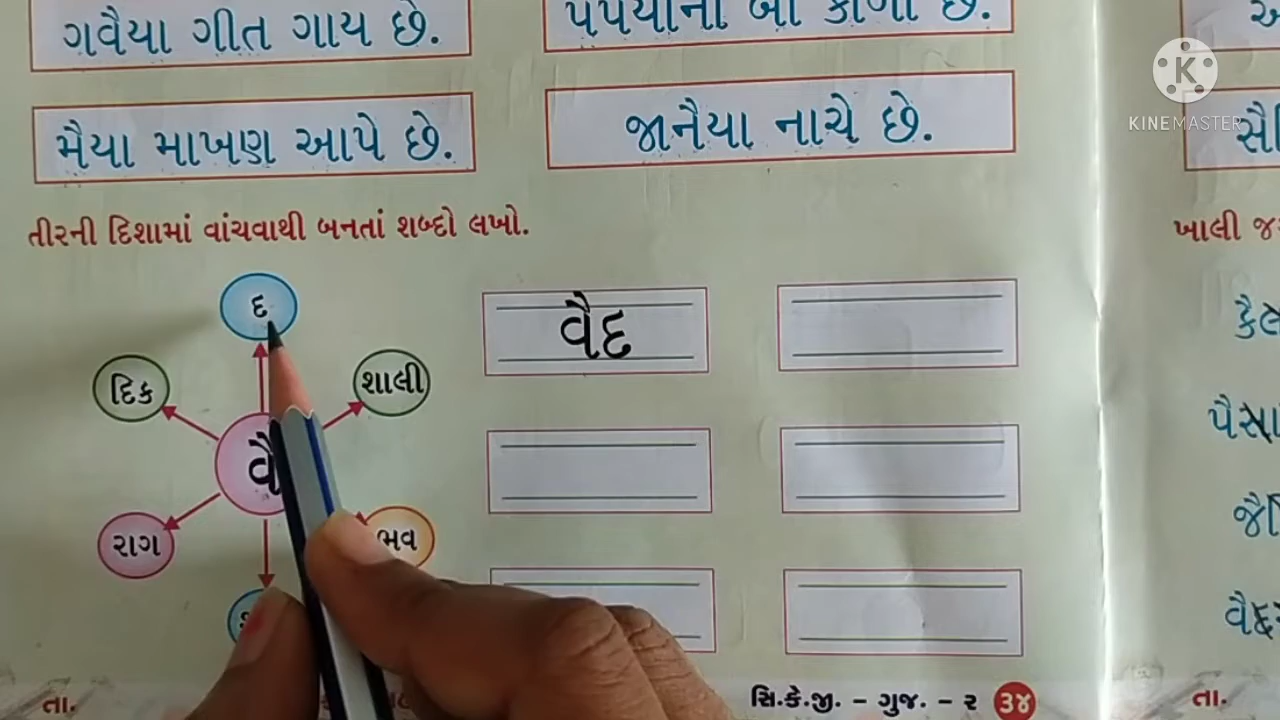 ગવૈયા ગીત ગાય છે.
મૈયા માખણ આપે છે.
જાનૈયા નાચે છે.
KINEMASTER
તીરની દિશામાં વાંચવાથી બનતાં શબ્દો લખો.
ખાલી
દ
વૈદ
દિક
શાલી
વૈ
રાગ
ભવ
સિ.કે.જી. - ગુજ. - ૨ ૩૪
તા.
તા.